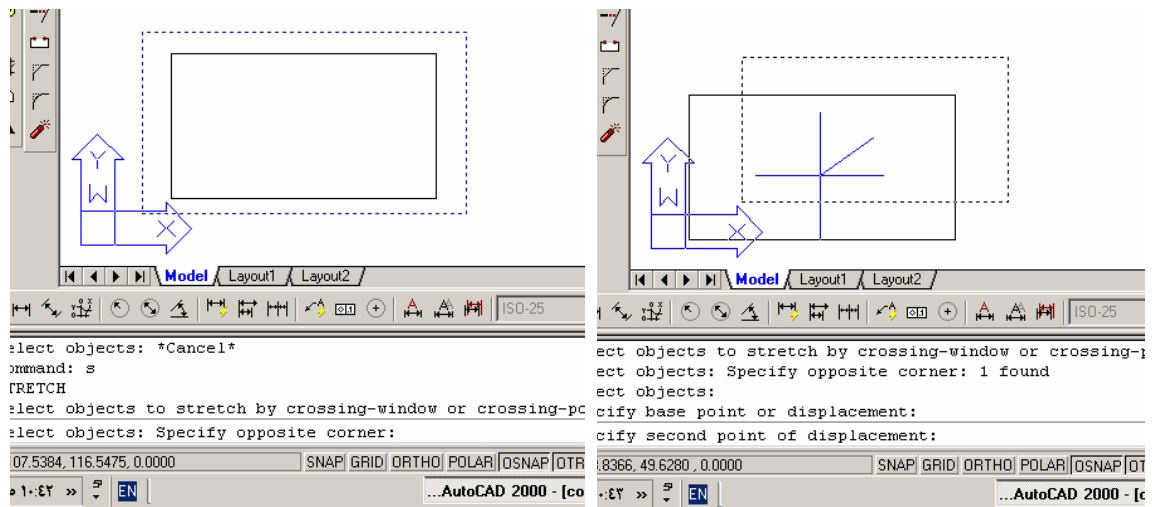 Y
W
X
Model Layout1 Layout2
ISO-25
elect objects: *Cancel*
ommand: s
TRETCH
elect objects to stretch by crossing-window or crossing-po
elect objects: Specify opposite corner:
07.5384, 116.5475, 0.0000 SNAP GRID ORTHO POLAR OSNAP OTR
١٠:٤٣ » EN ...AutoCAD 2000 - [co
Y
W
X
Model Layout1 Layout2
ISO-25
ect objects to stretch by crossing-window or crossing-p
ect objects: Specify opposite corner: 1 found
ect objects:
cify base point or displacement:
cify second point of displacement:
.8366, 49.6280 , 0.0000 SNAP GRID ORTHO POLAR OSNAP OT
:٤٣ » EN ...AutoCAD 2000 - [c